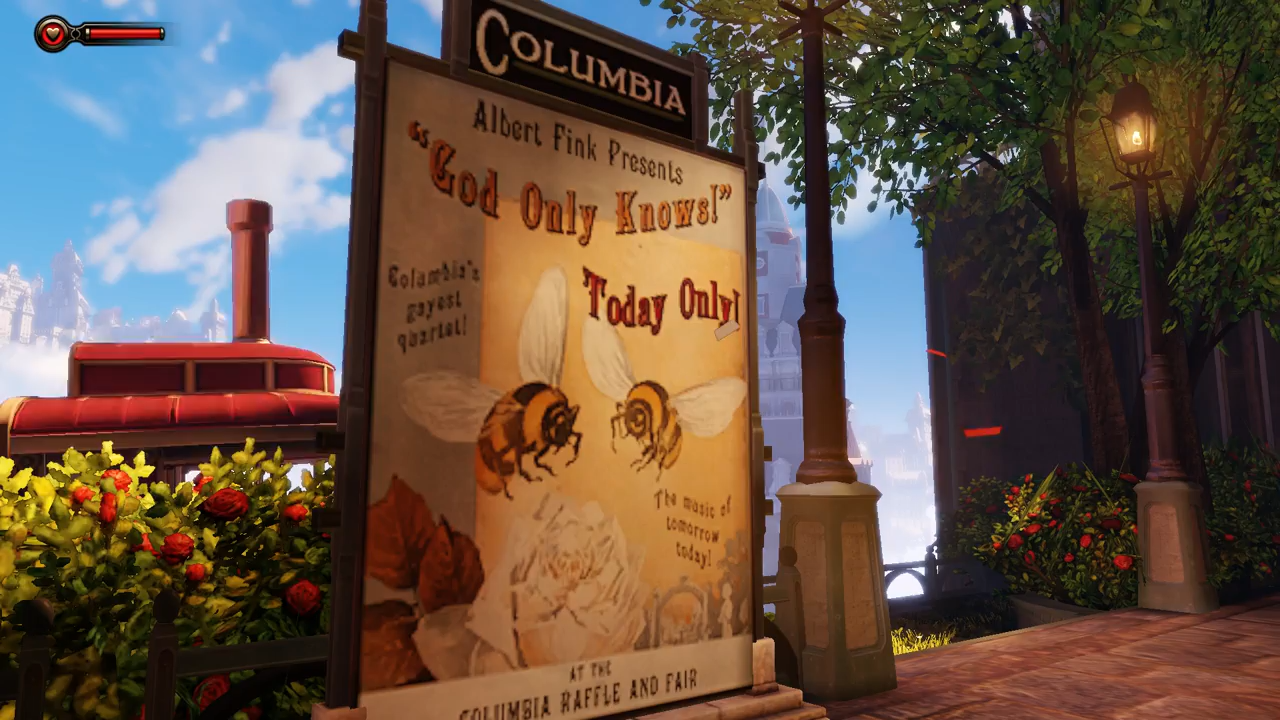 COLUMBIA
Albert Fink Presents
"God Only Knows!"
Columbia's
gayest
quartet!
Today Only!
The music of
tomorrow
today!
AT THE
COLUMBIA RAFFLE AND FAIR